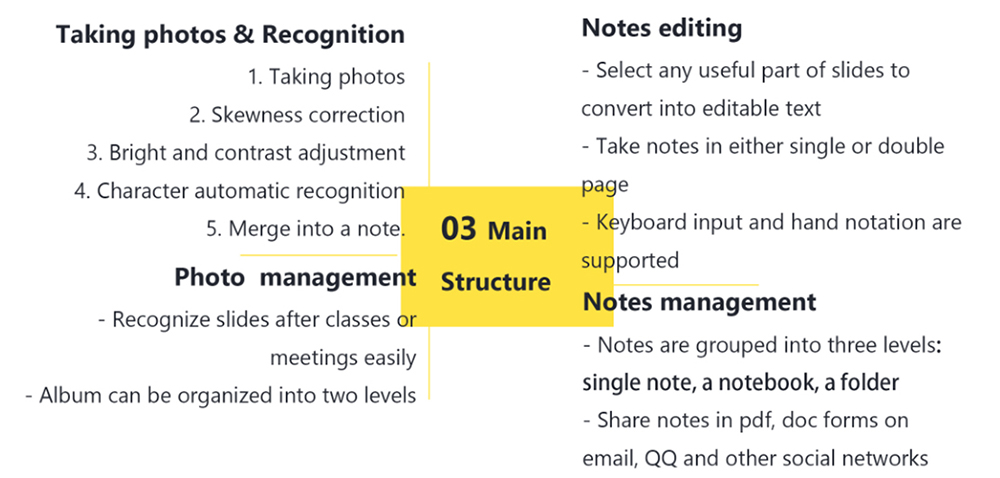 Taking photos & Recognition
1. Taking photos
2. Skewness correction
3. Bright and contrast adjustment
4. Character automatic recognition
5. Merge into a note.
Photo management
- Recognize slides after classes or
meetings easily
- Album can be organized into two levels
03 Main
Structure
Notes editing
- Select any useful part of slides to
convert into editable text
- Take notes in either single or double
page
- Keyboard input and hand notation are
supported
Notes management
- Notes are grouped into three levels:
single note, a notebook, a folder
- Share notes in pdf, doc forms on
email, QQ and other social networks